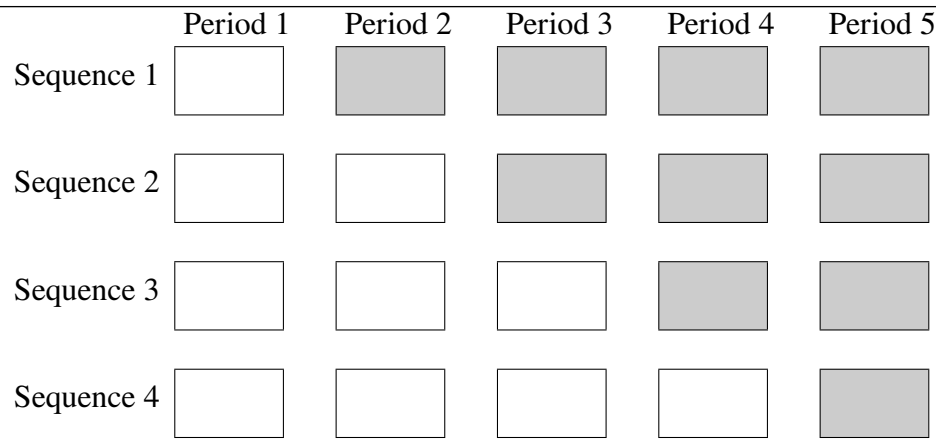 Period 1 Period 2 Period 3 Period 4 Period 5
Sequence 1
Sequence 2
Sequence 3
Sequence 4